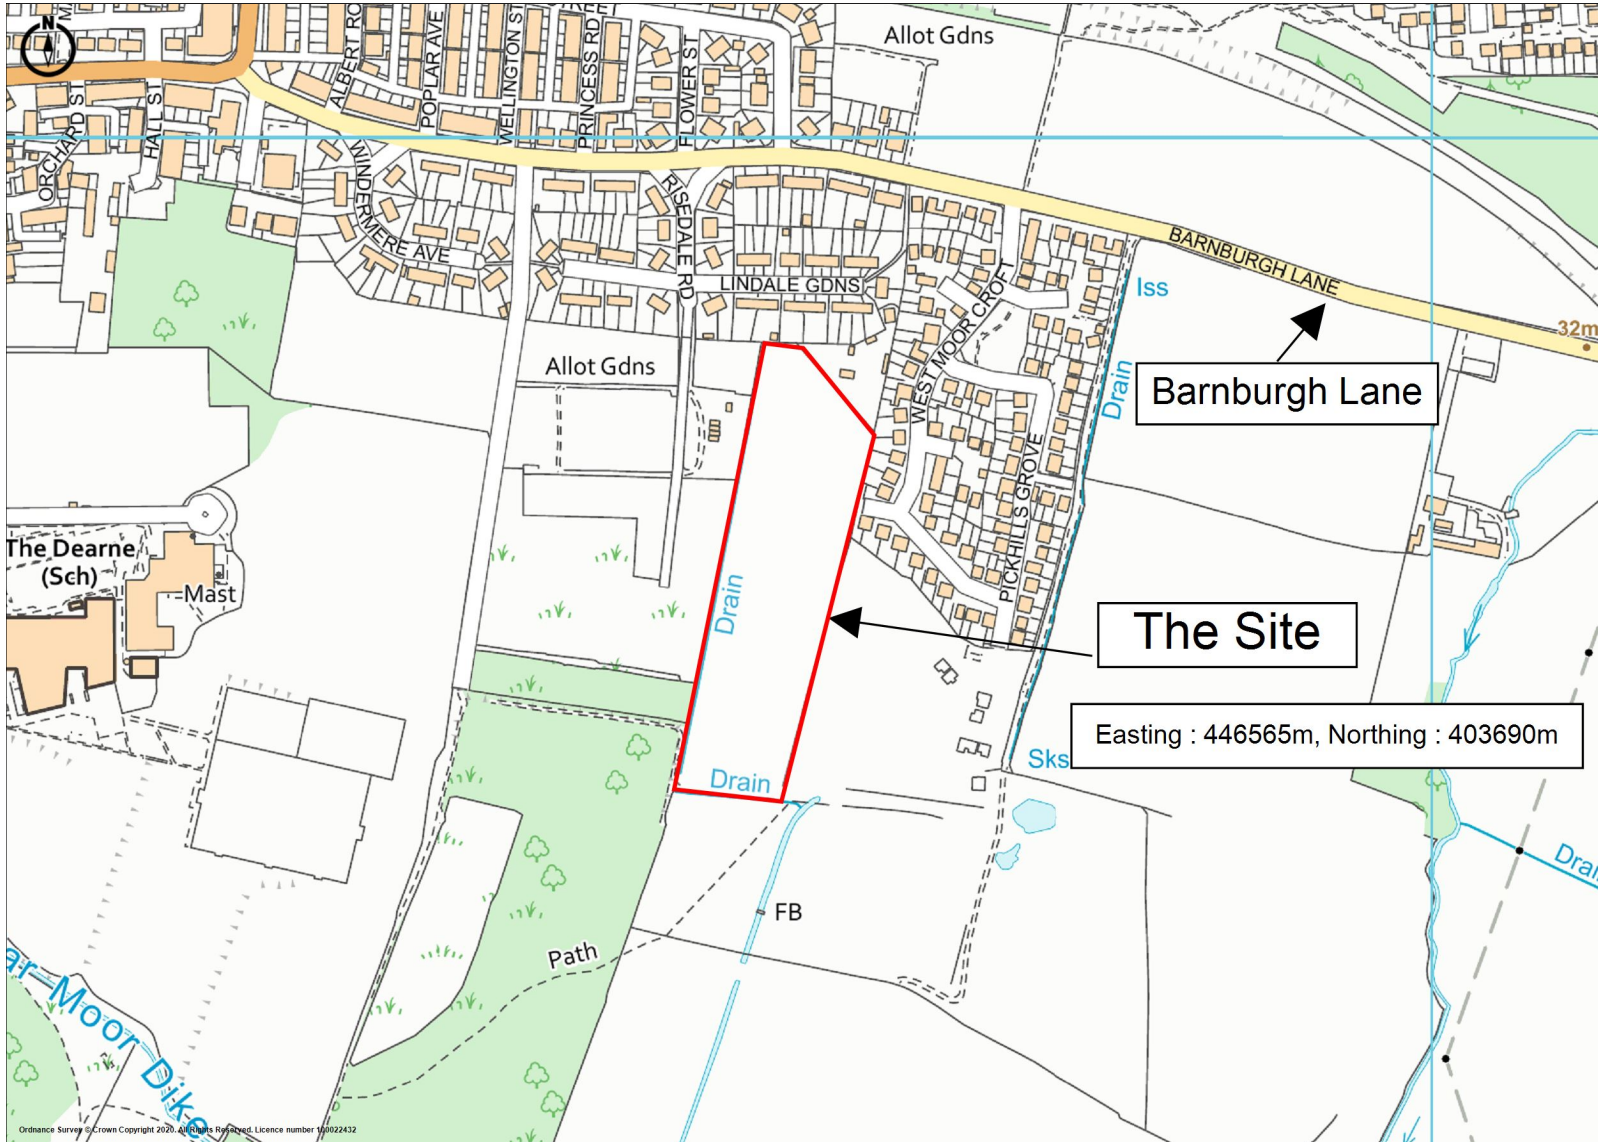 N
STREET
Allot Gdns
ALBERT RO
POPLAR AVE
WELLINGTON ST
PRINCESS RD
FLOWER ST
ORCHARD ST
HALL ST
WINDERMERE AVE
RISEDALE RD
LINDALE GDNS
WEST MOOR CROFT
BARNBURGH LANE
Iss
32m
Drain
Barnburgh Lane
Allot Gdns
PICKHILLS GROVE
The Dearne
(Sch)
Mast
Drain
The Site
Easting : 446565m, Northing : 403690m
Sks
Drain
Drai
FB
Path
ar Moor Dike
Ordnance Survey © Crown Copyright 2020. All Rights Reserved. Licence number 100022432